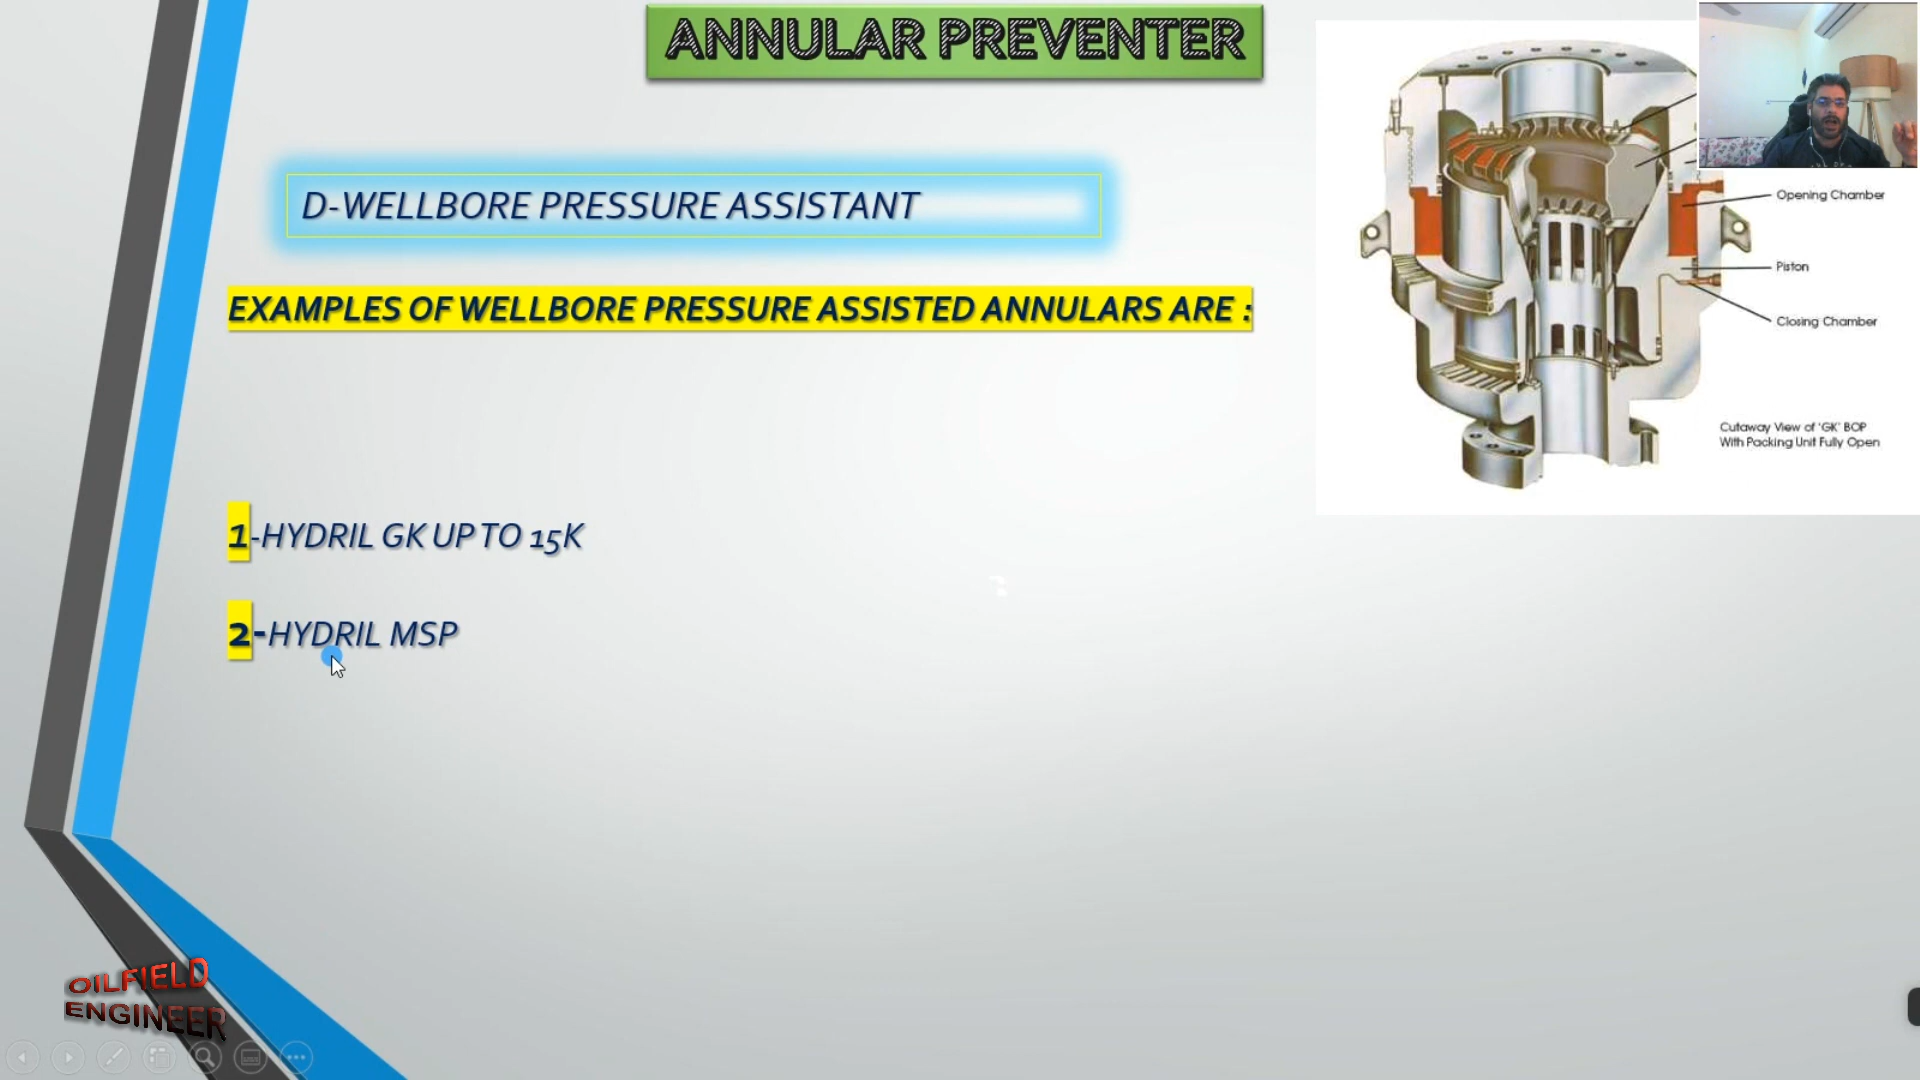 ANNULAR PREVENTER
D-WELLBORE PRESSURE ASSISTANT
EXAMPLES OF WELLBORE PRESSURE ASSISTED ANNULARS ARE :
1-HYDRIL GK UP TO 15K
2-HYDRIL MSP
Opening Chamber
Piston
Closing Chamber
Cutaway View of 'GK' BOP
With Packing Unit Fully Open
OILFIELD
ENGINEER